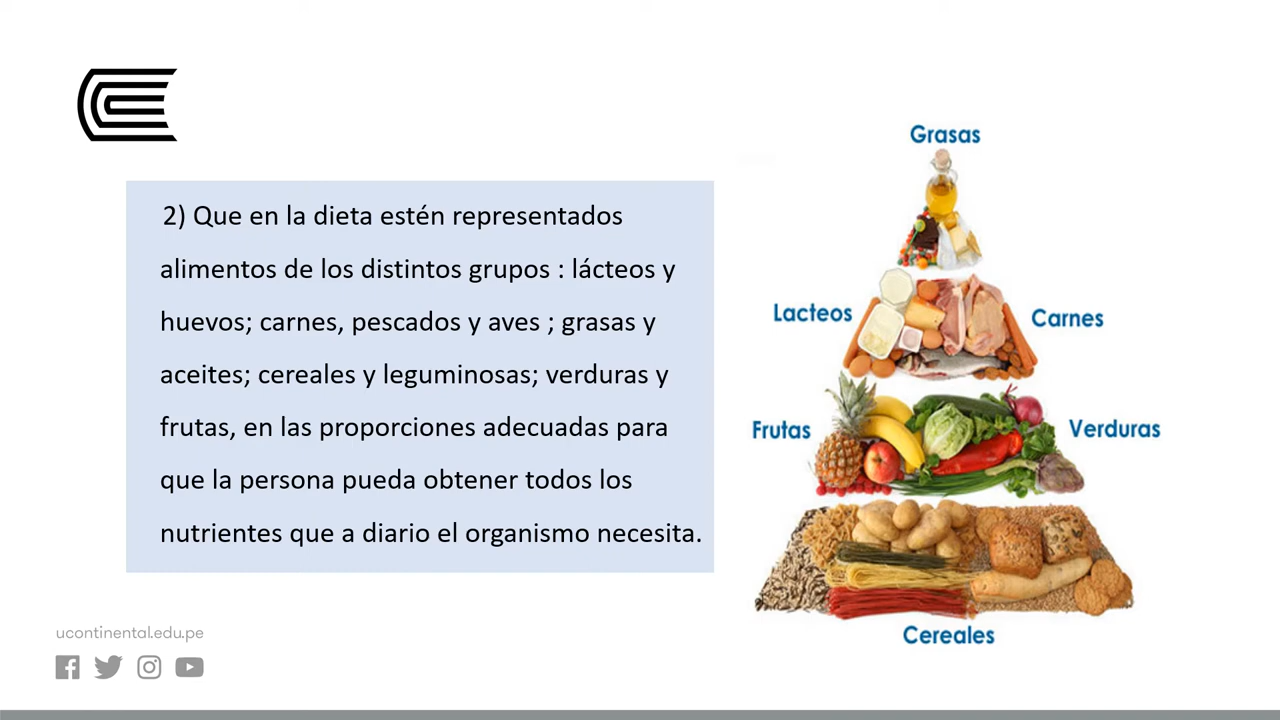 2) Que en la dieta estén representados
alimentos de los distintos grupos : lácteos y
huevos; carnes, pescados y aves ; grasas y
aceites; cereales y leguminosas; verduras y
frutas, en las proporciones adecuadas para
que la persona pueda obtener todos los
nutrientes que a diario el organismo necesita.
Grasas
Lacteos
Carnes
Frutas
Verduras
Cereales
ucontinental.edu.pe